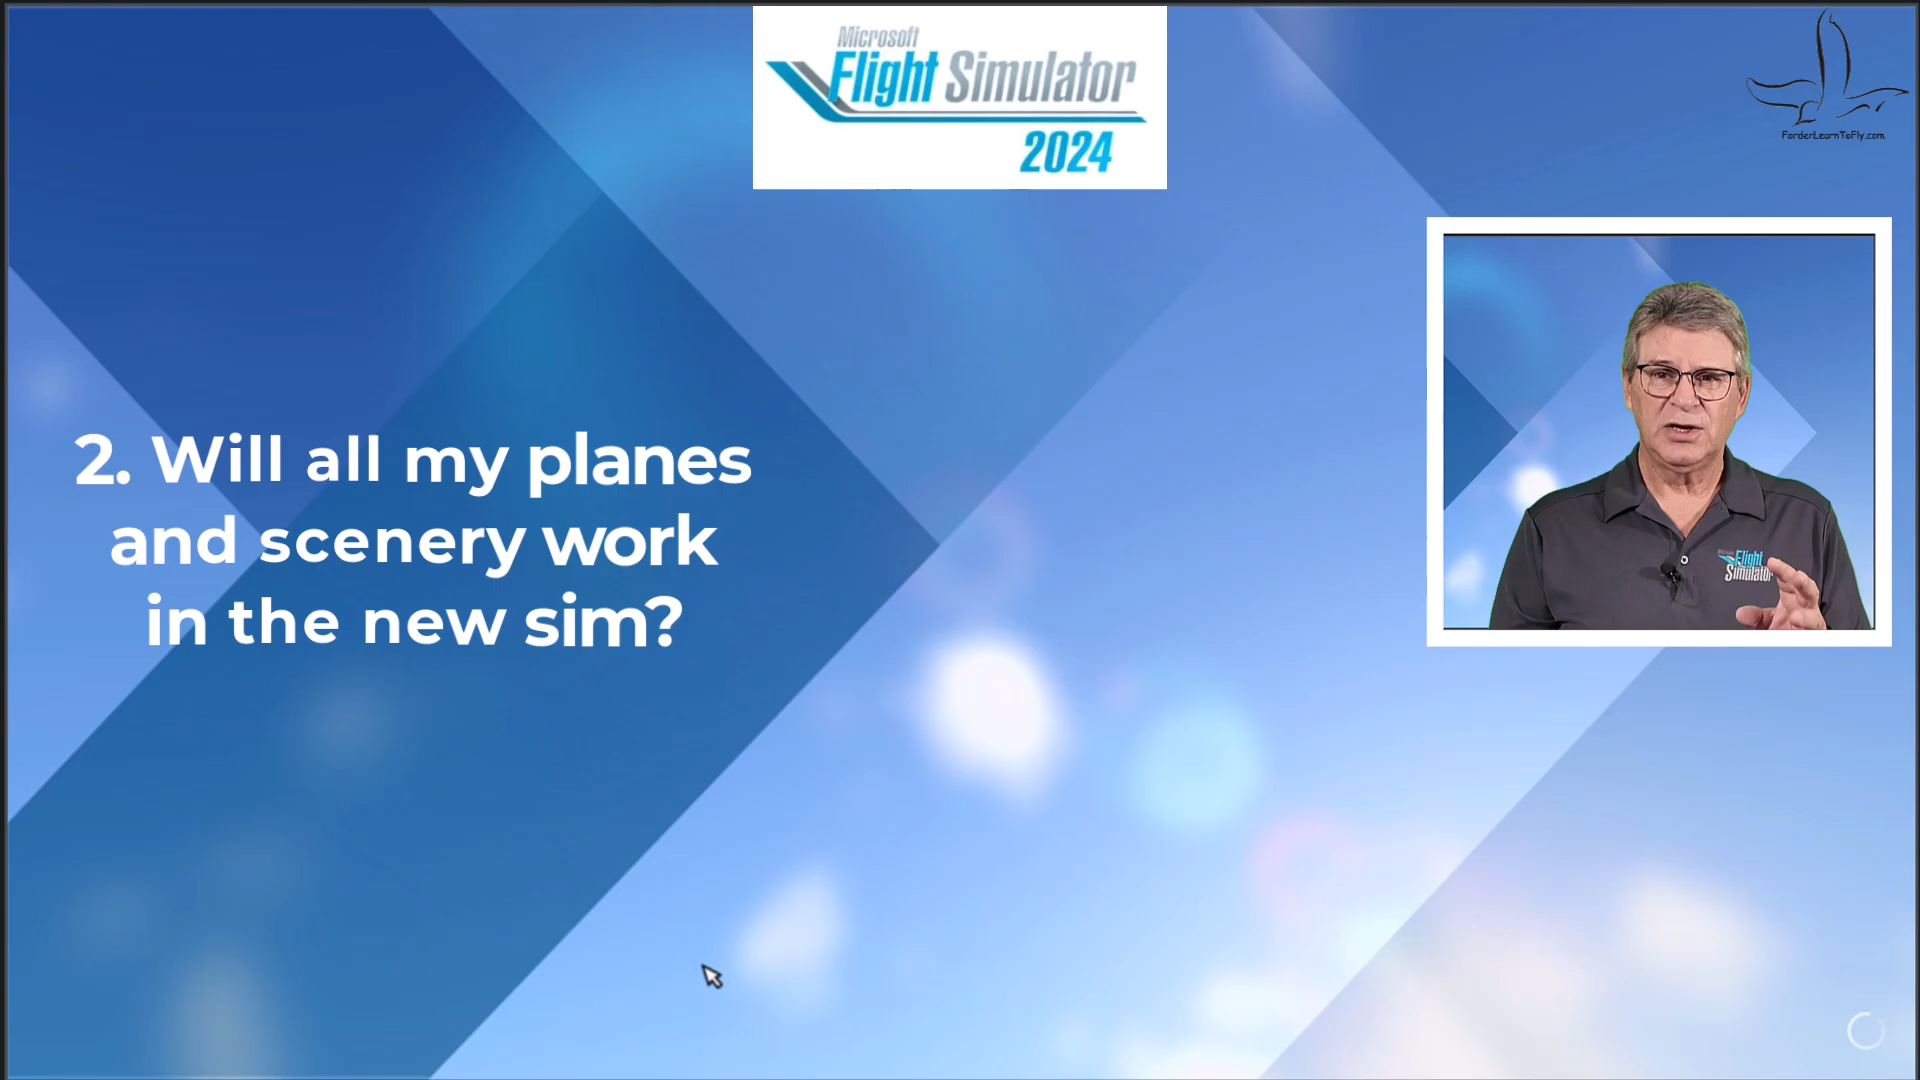 Microsoft
Flight Simulator
2024
ForderLearnToFly.com
2. Will all my planes
and scenery work
in the new sim?
Flight
Simulator